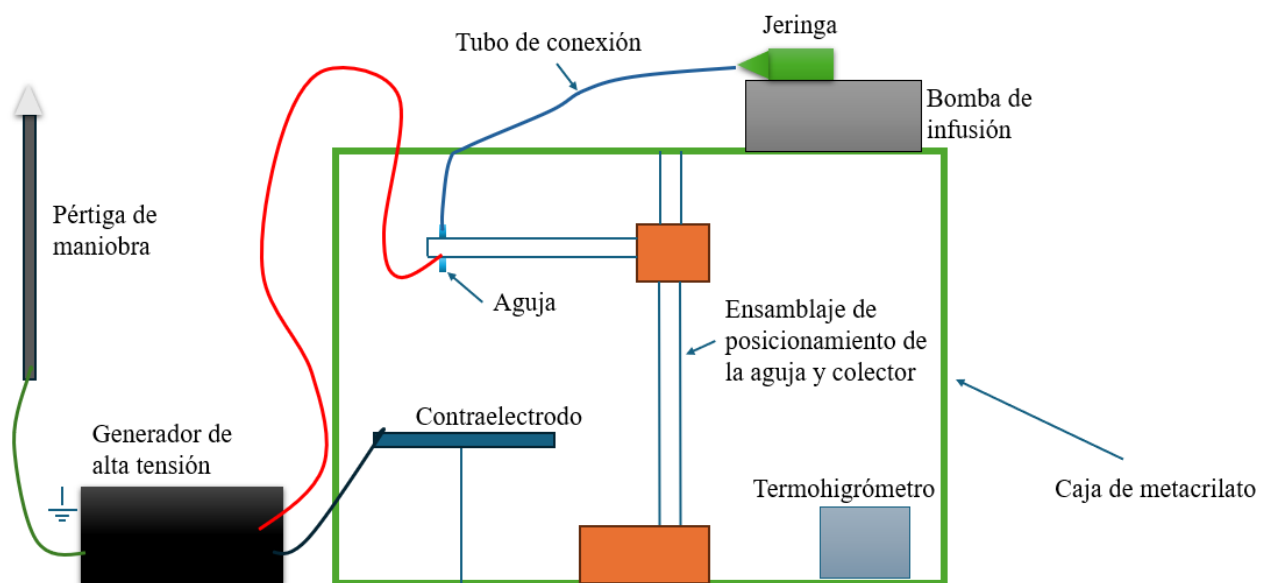 Jeringa
Tubo de conexión
Bomba de
infusión
Pértiga de
maniobra
Aguja
Ensamblaje de
posicionamiento de
la aguja y colector
Contraelectrodo
Generador de
alta tensión
Termohigrómetro
Caja de metacrilato